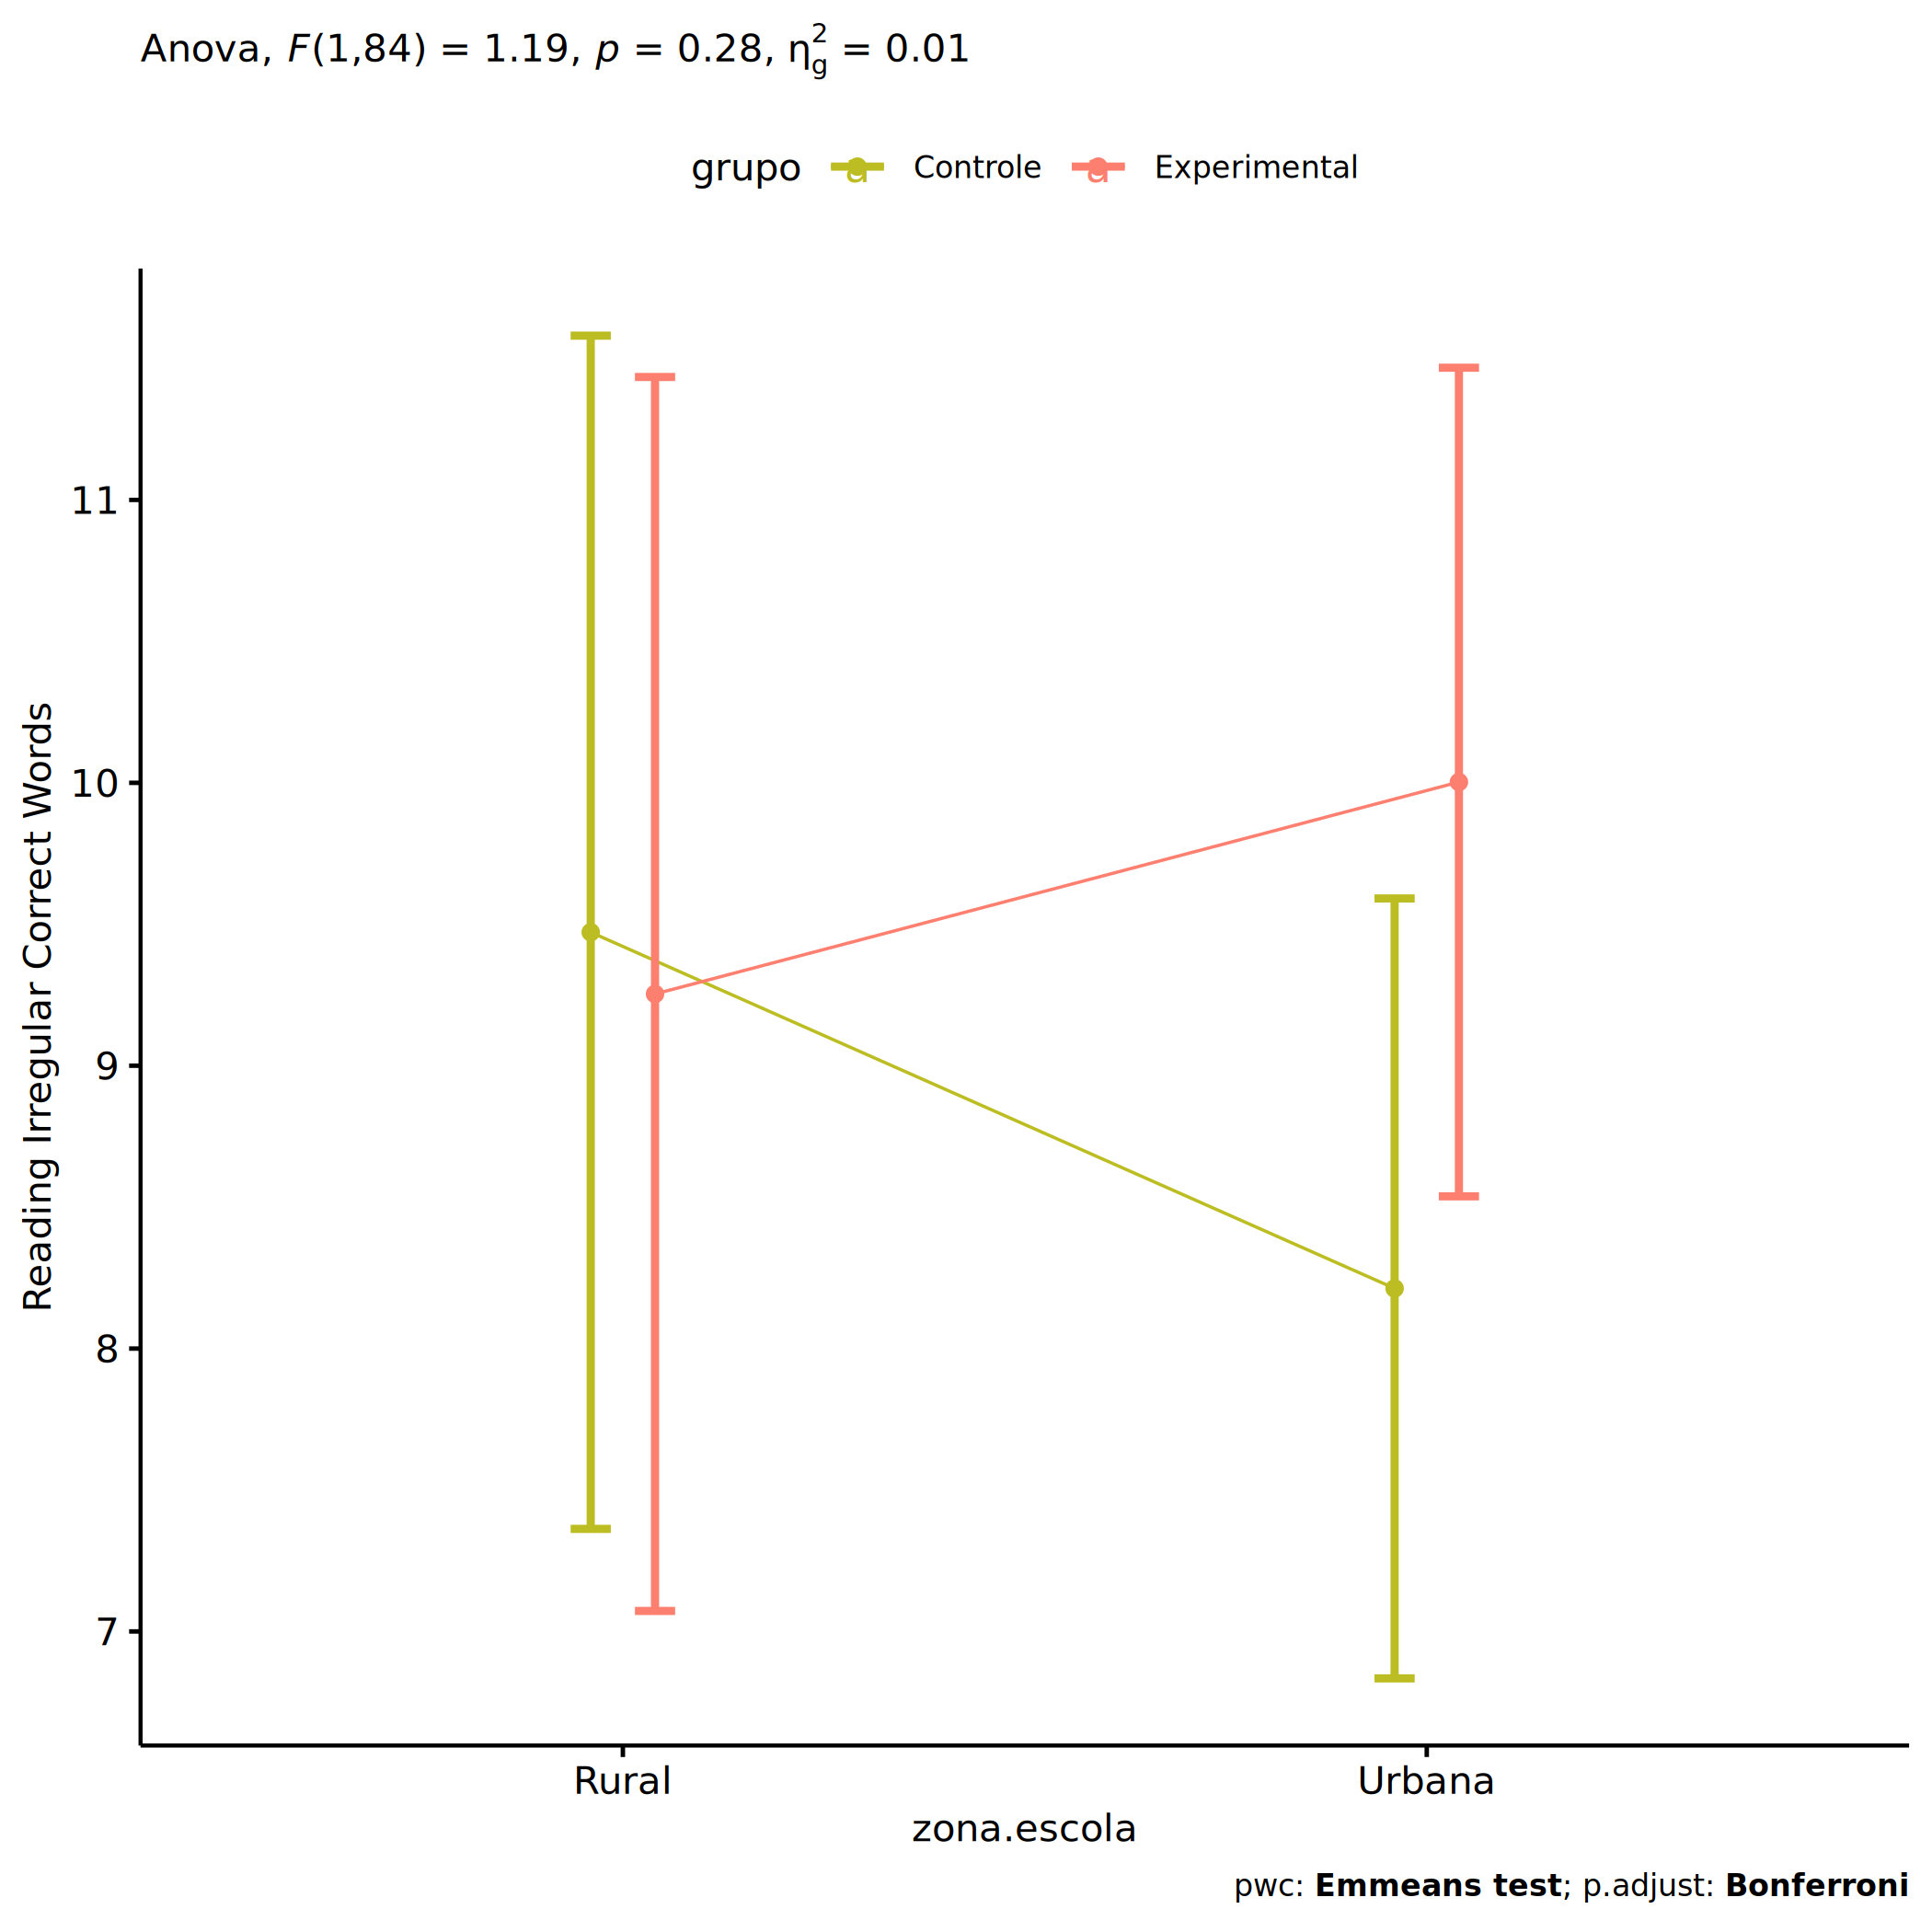 Anova, F(1,84) = 1.19, p = 0.28, η²g = 0.01
grupo Controle Experimental
Reading Irregular Correct Words
11
10
9
8
7
Rural Urbana
zona.escola
pwc: Emmeans test; p.adjust: Bonferroni